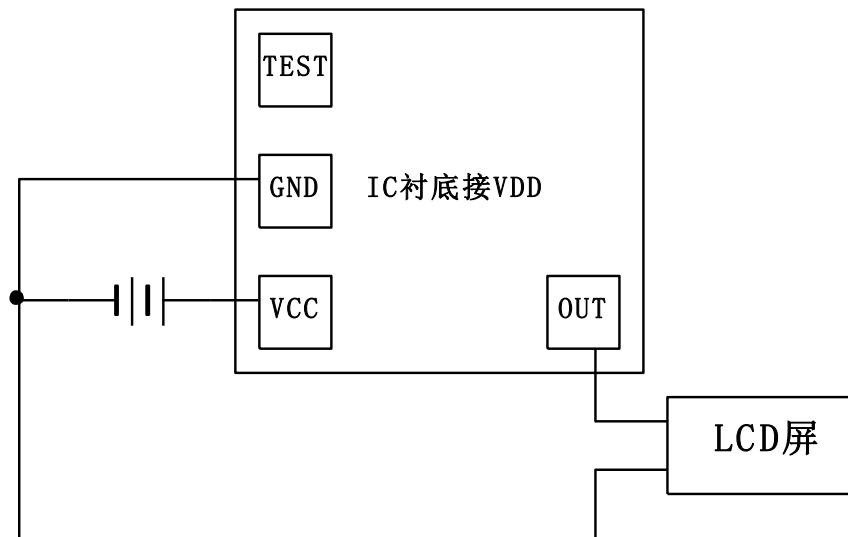 TEST
GND
IC衬底接VDD
VCC
OUT
LCD屏